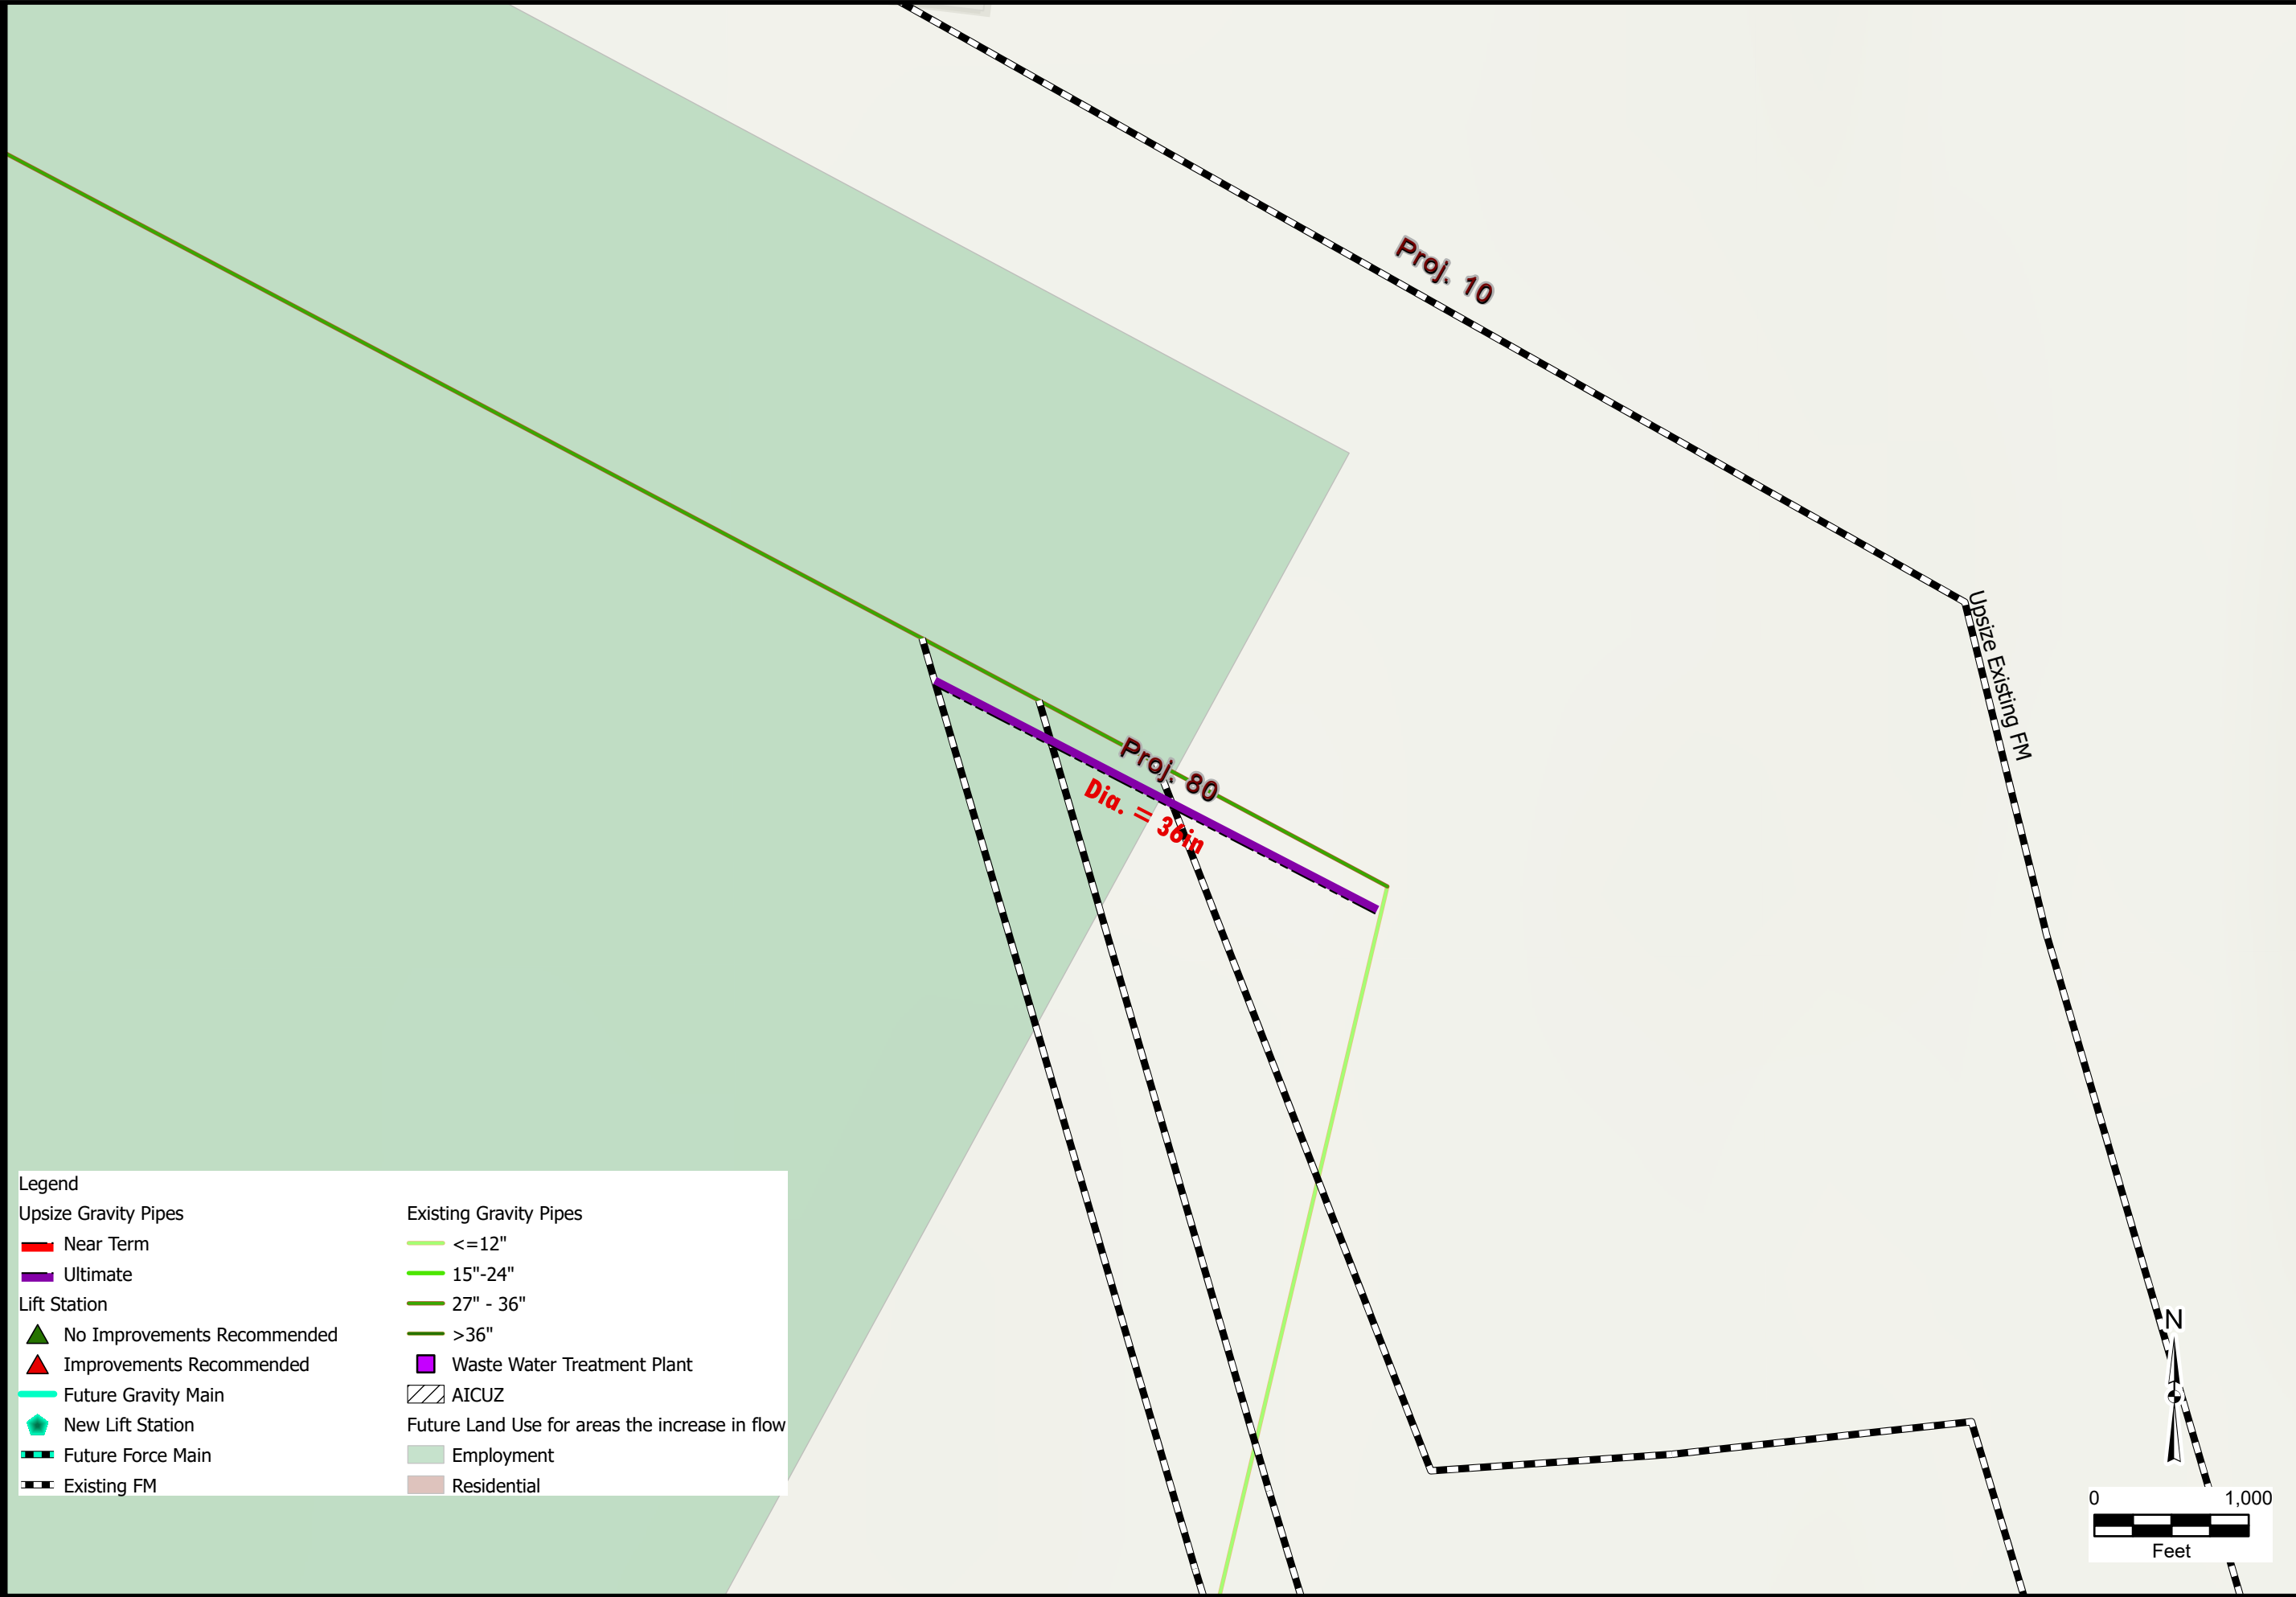 Proj. 10
Upsize Existing FM
Proj. 80
Dia. = 36in
Legend
Upsize Gravity Pipes
Near Term
Ultimate
Lift Station
No Improvements Recommended
Improvements Recommended
Future Gravity Main
New Lift Station
Future Force Main
Existing FM
Existing Gravity Pipes
<=12"
15"-24"
27" - 36"
>36"
Waste Water Treatment Plant
AICUZ
Future Land Use for areas the increase in flow
Employment
Residential
N
0 1,000
Feet